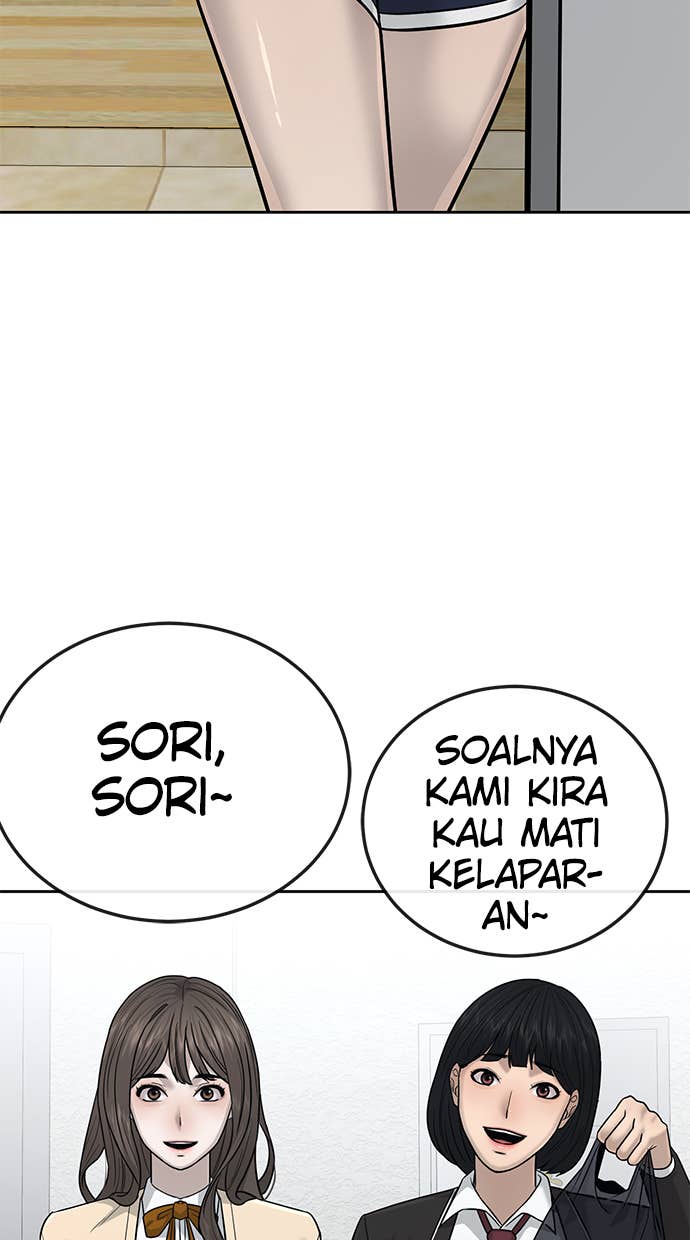 SORI,
SORI~
SOALNYA
KAMI KIRA
KAU MATI
KELAPAR-
AN~